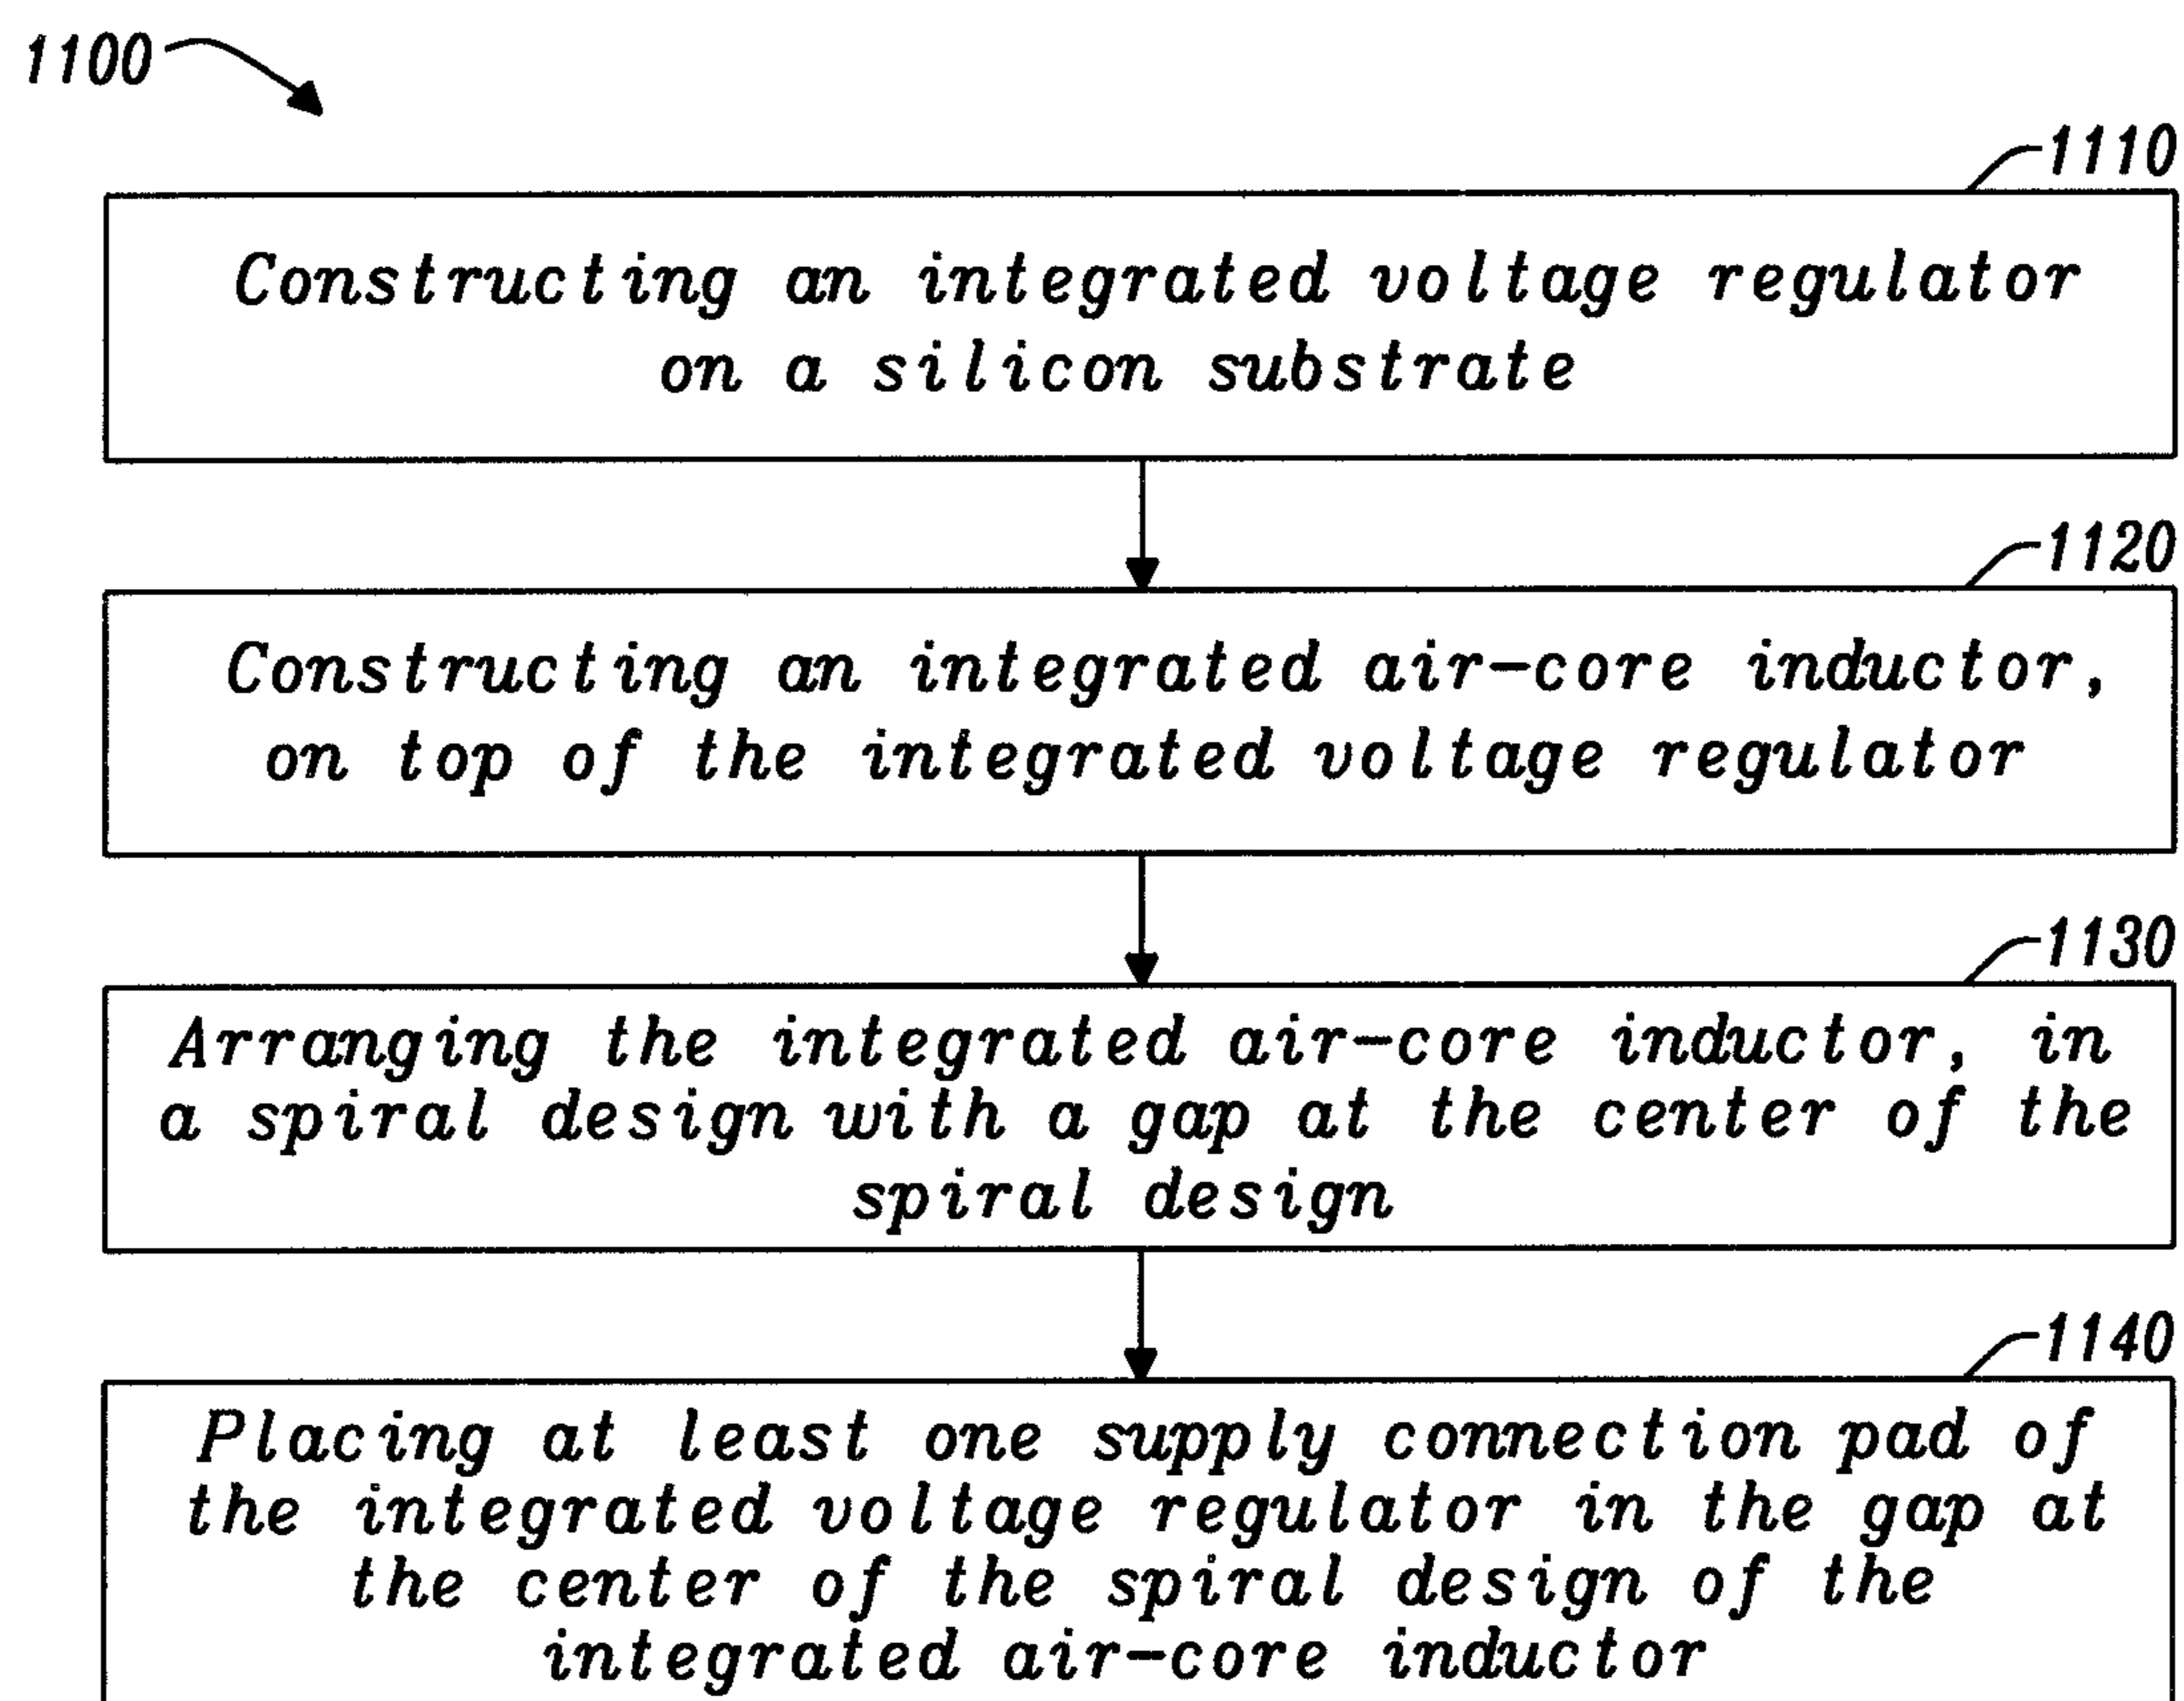 1100
1110
Constructing an integrated voltage regulator
on a silicon substrate
1120
Constructing an integrated air-core inductor,
on top of the integrated voltage regulator
1130
Arranging the integrated air-core inductor, in
a spiral design with a gap at the center of the
spiral design
1140
Placing at least one supply connection pad of
the integrated voltage regulator in the gap at
the center of the spiral design of the
integrated air-core inductor